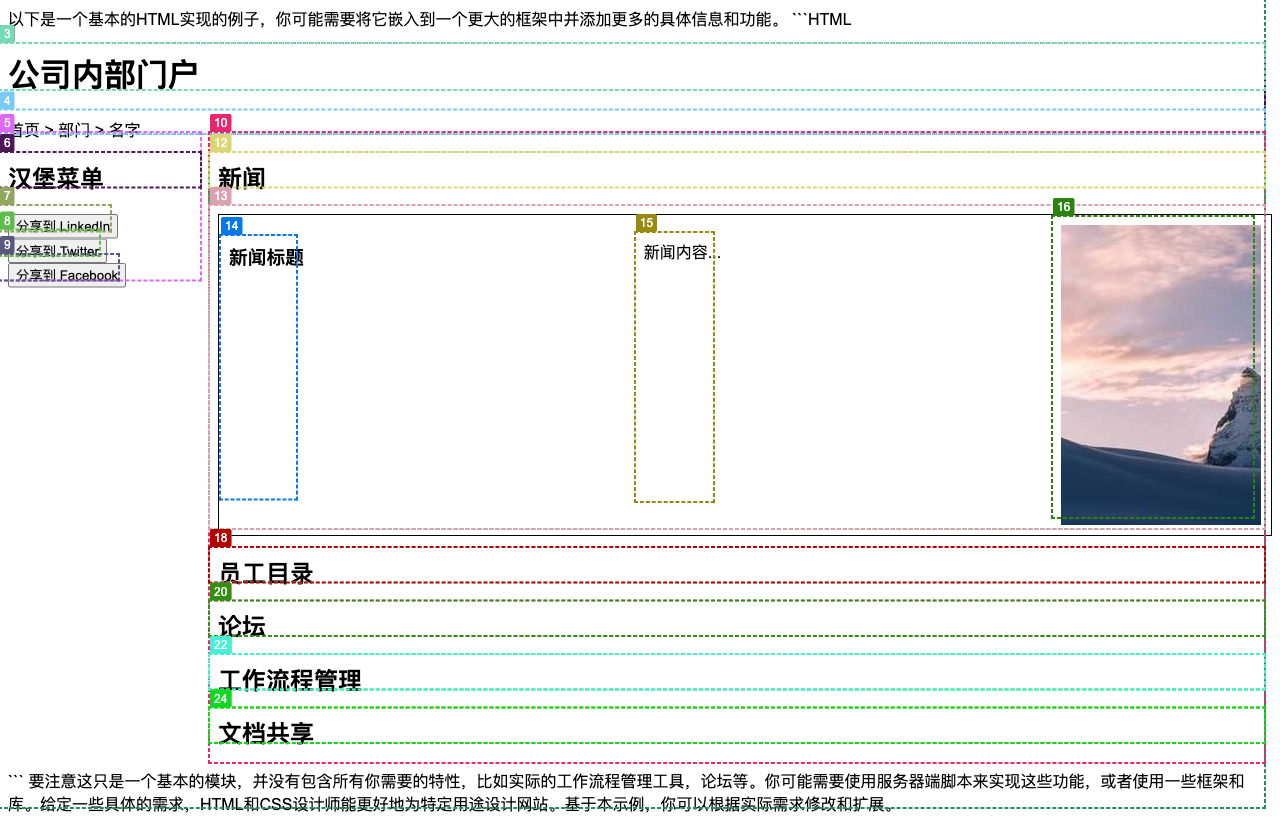 以下是一个基本的HTML实现的例子，你可能需要将它嵌入到一个更大的框架中并添加更多的具体信息和功能。 ```HTML
3
公司内部门户
4
5
首页 > 部门 > 名字
10
6
汉堡菜单
12
新闻
7
13
8
分享到 LinkedIn
9
分享到 Twitter
分享到 Facebook
14
新闻标题
15
新闻内容...
16
18
员工目录
20
论坛
22
工作流程管理
24
文档共享
``` 要注意这只是一个基本的模块，并没有包含所有你需要的特性，比如实际的工作流程管理工具，论坛等。你可能需要使用服务器端脚本来实现这些功能，或者使用一些框架和
库。给定一些具体的需求，HTML和CSS设计师能更好地为特定用途设计网站。基于本示例，你可以根据实际需求修改和扩展。